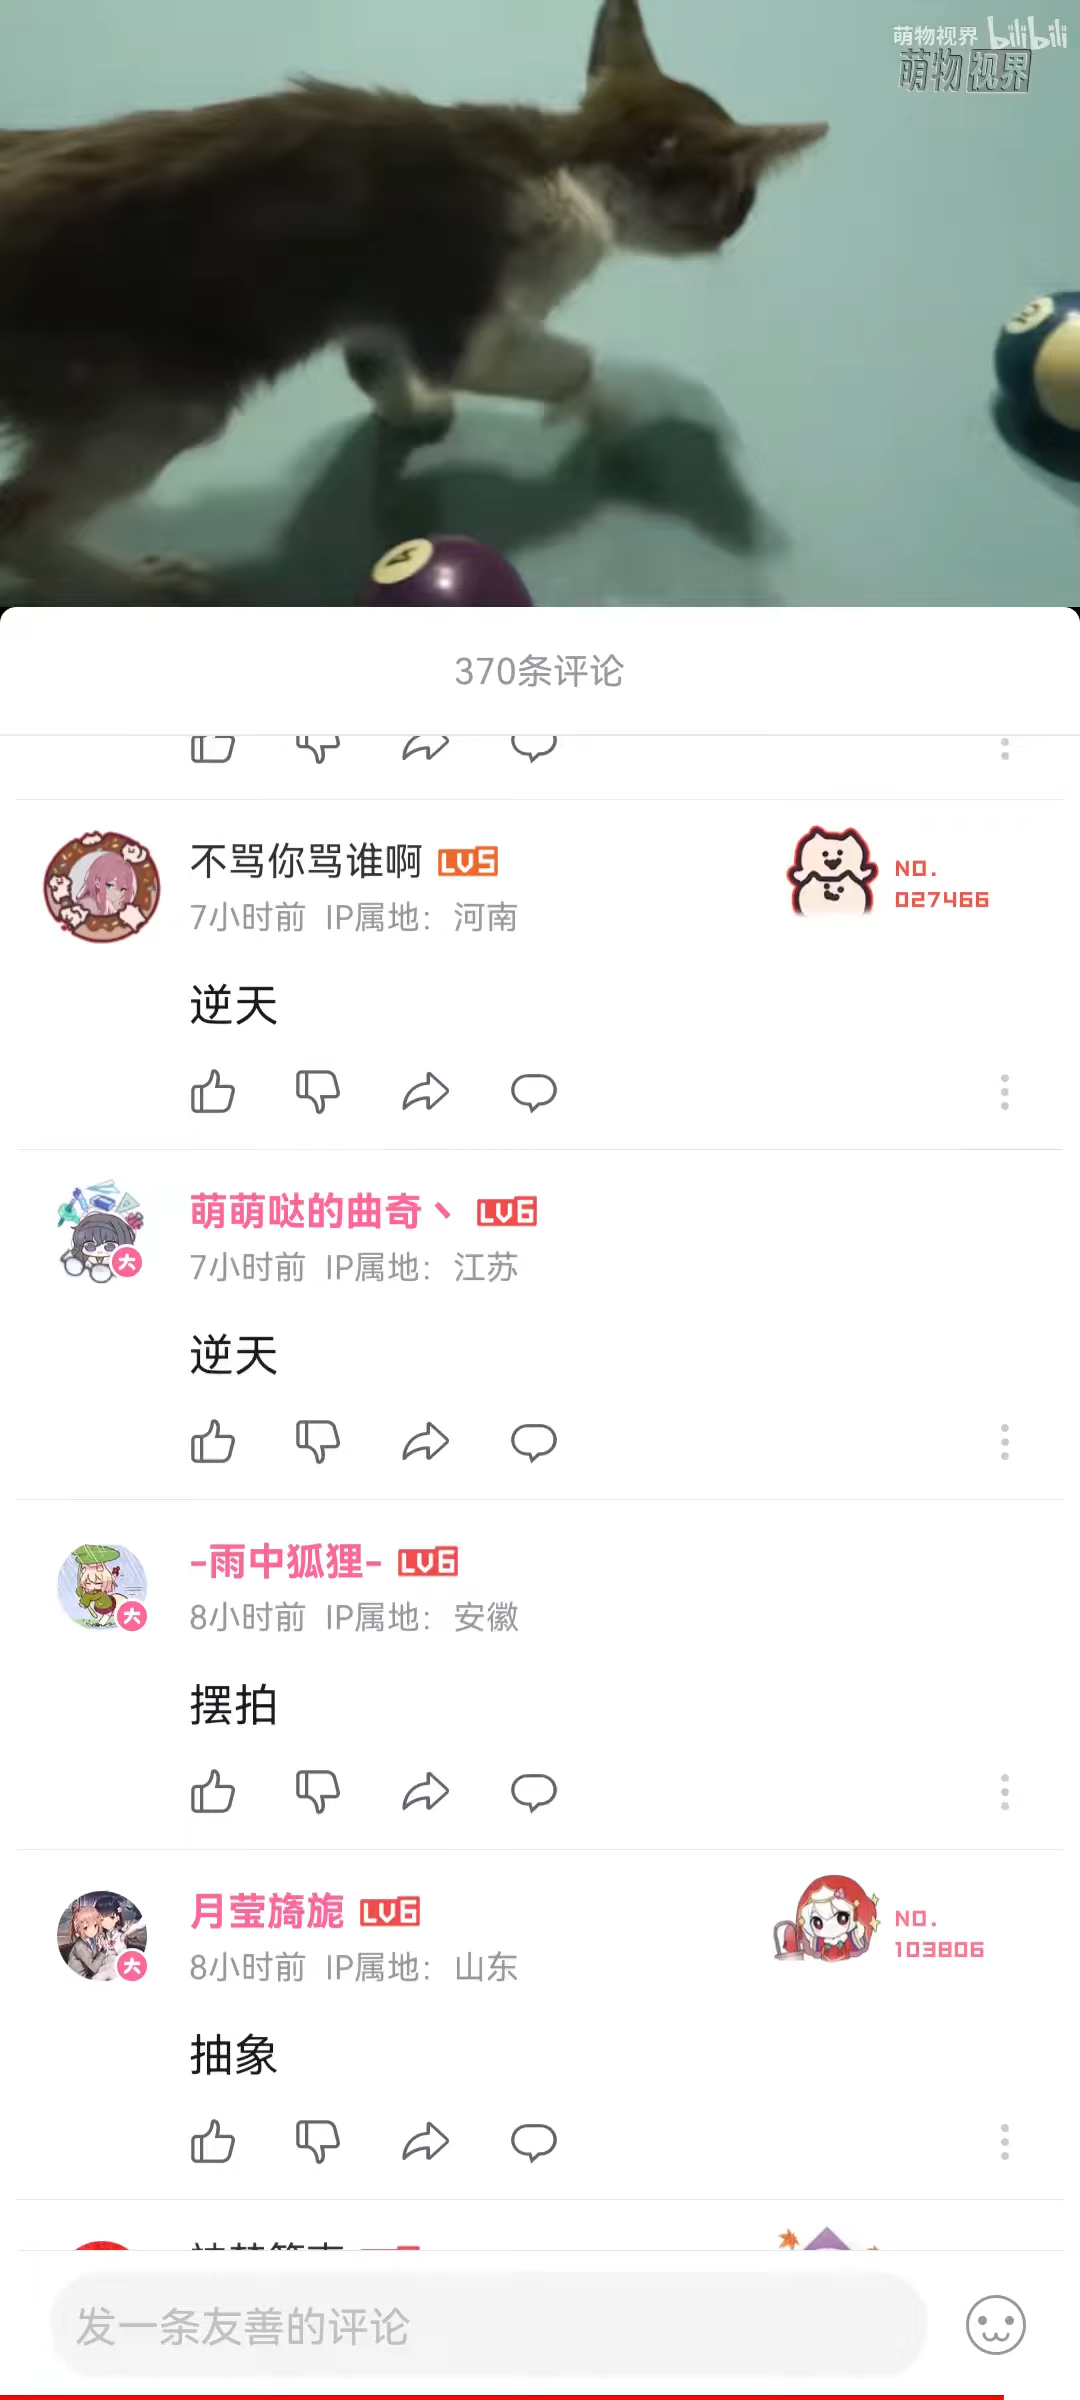 萌物视界 bilibili
萌物视界
4
370条评论
不骂你骂谁啊 LV5
NO.
027466
7小时前 IP属地：河南
逆天
萌萌哒的曲奇丶 LV6
大
7小时前 IP属地：江苏
逆天
-雨中狐狸- LV6
大
8小时前 IP属地：安徽
摆拍
月莹旖旎 LV6
NO.
103806
大
8小时前 IP属地：山东
抽象
发一条友善的评论